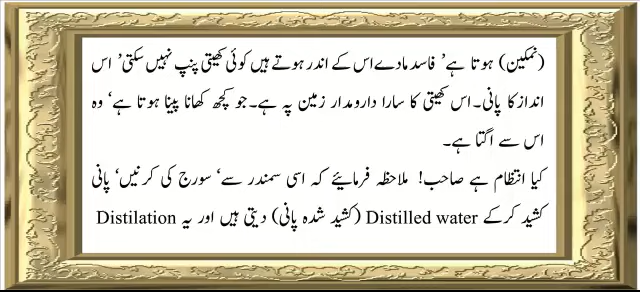 (نمکین) ہوتا ہے’ فاسد مادے اس کے اندر ہوتے ہیں کوئی کھیتی پنپ نہیں سکتی’ اس
انداز کا پانی۔ اس کھیتی کا سارا دارومدار زمین پہ ہے۔ جو کچھ کھانا پینا ہوتا ہے‘ وہ
اس سے اگتا ہے۔
کیا انتظام ہے صاحب! ملاحظہ فرمائیے کہ اسی سمندر سے‘ سورج کی کرنیں‘ پانی
کشید کرکے Distilled water (کشید شدہ پانی) دیتی ہیں اور یہ Distilation